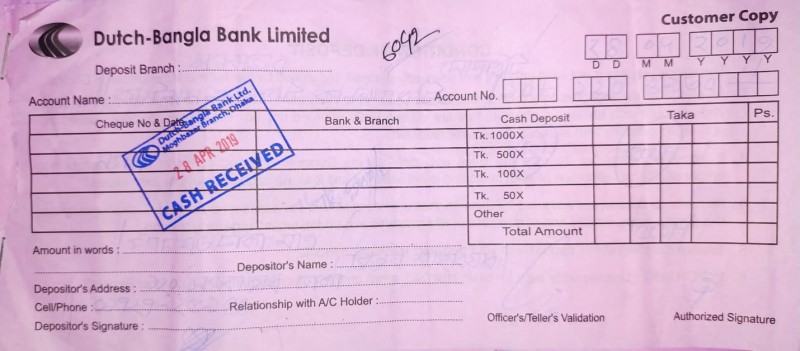 Customer Copy
Dutch-Bangla Bank Limited
6042
28 04 2019
D D M M Y Y Y Y
Deposit Branch :
Account Name :
Account No.
Cheque No & Date
Bank & Branch
Cash Deposit
Taka
Ps.
Dutch-Bangla Bank Ltd.
Moghbazar Branch, Dhaka
28 APR 2019
CASH RECEIVED
Tk. 1000X
Tk. 500X
Tk. 100X
Tk. 50X
Other
Total Amount
Amount in words :
Depositor's Name :
Depositor's Address :
Cell/Phone :
Relationship with A/C Holder :
Depositor's Signature :
Officer's/Teller's Validation
Authorized Signature